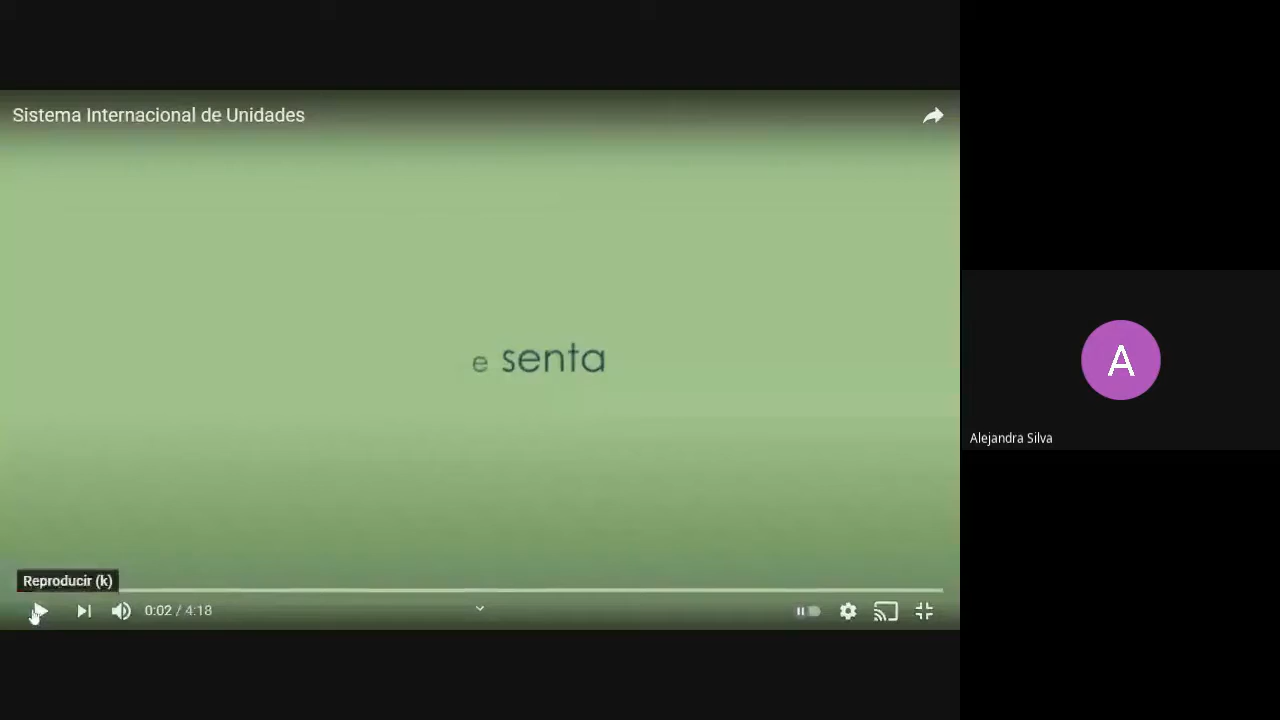 Sistema Internacional de Unidades
e senta
A
Alejandra Silva
Reproducir (k)
0:02 / 4:18